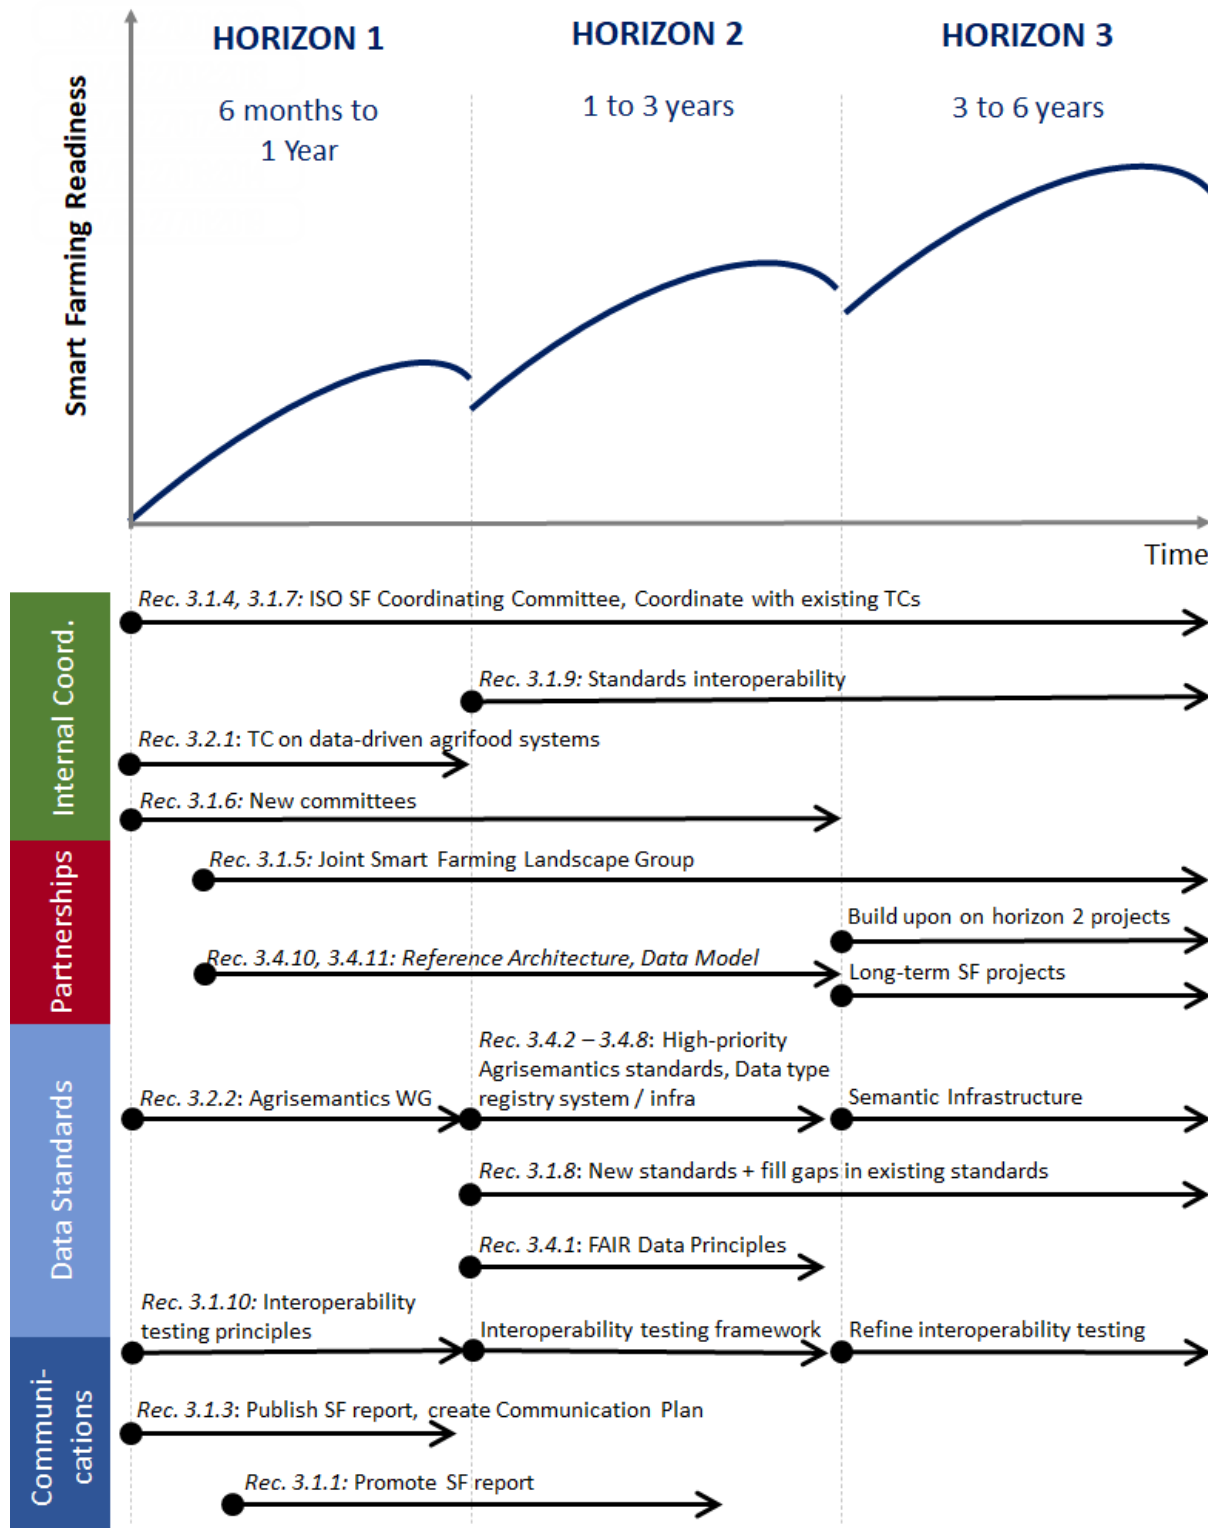 HORIZON 1
HORIZON 2
HORIZON 3
6 months to
1 Year
1 to 3 years
3 to 6 years
Smart Farming Readiness
Time
Internal Coord.
Rec. 3.1.4, 3.1.7: ISO SF Coordinating Committee, Coordinate with existing TCs
Rec. 3.1.9: Standards interoperability
Rec. 3.2.1: TC on data-driven agrifood systems
Rec. 3.1.6: New committees
Partnerships
Rec. 3.1.5: Joint Smart Farming Landscape Group
Build upon on horizon 2 projects
Rec. 3.4.10, 3.4.11: Reference Architecture, Data Model
Long-term SF projects
Data Standards
Rec. 3.2.2: Agrisemantics WG
Rec. 3.4.2 – 3.4.8: High-priority
Agrisemantics standards, Data type
registry system / infra
Semantic Infrastructure
Rec. 3.1.8: New standards + fill gaps in existing standards
Rec. 3.4.1: FAIR Data Principles
Rec. 3.1.10: Interoperability
testing principles
Interoperability testing framework
Refine interoperability testing
Communi-
cations
Rec. 3.1.3: Publish SF report, create Communication Plan
Rec. 3.1.1: Promote SF report